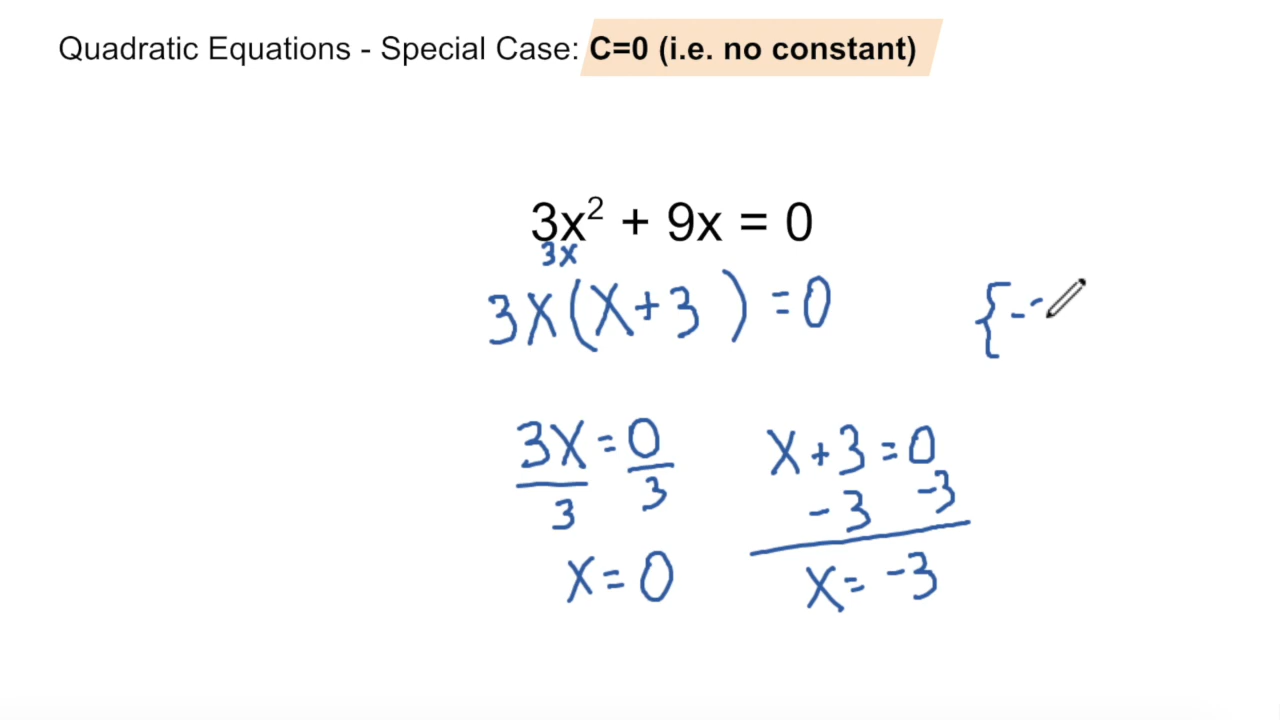 Quadratic Equations - Special Case: C=0 (i.e. no constant)
3x² + 9x = 0
3x
3x(x+3) = 0
{-
3x = 0
3 3
x = 0
x + 3 = 0
-3 -3
x = -3